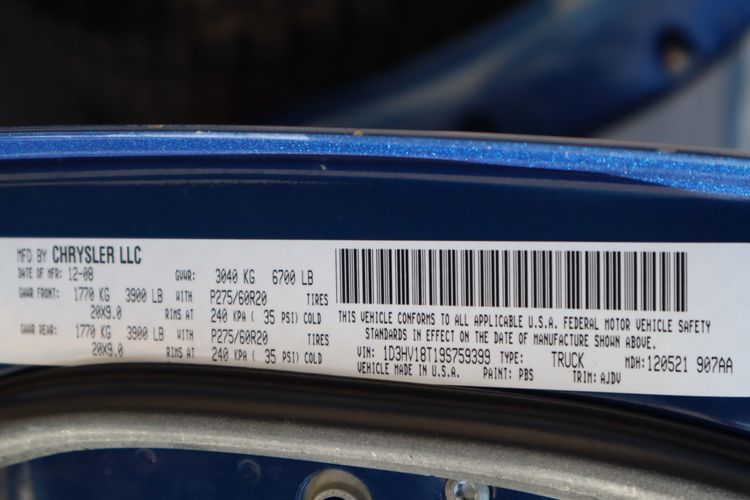 MFD BY CHRYSLER LLC
DATE OF MFR: 12-08 GVWR: 3040 KG 6700 LB
GAWR FRONT: 1770 KG 3900 LB WITH P275/60R20 TIRES
20X9.0 RIMS AT 240 KPA ( 35 PSI) COLD
GAWR REAR: 1770 KG 3900 LB WITH P275/60R20 TIRES
20X9.0 RIMS AT 240 KPA ( 35 PSI) COLD
THIS VEHICLE CONFORMS TO ALL APPLICABLE U.S.A. FEDERAL MOTOR VEHICLE SAFETY
STANDARDS IN EFFECT ON THE DATE OF MANUFACTURE SHOWN ABOVE.
VIN: 1D3HV18T19S759399 TYPE: TRUCK MDH: 120521 907AA
VEHICLE MADE IN U.S.A. PAINT: PBS TRIM: AJDV